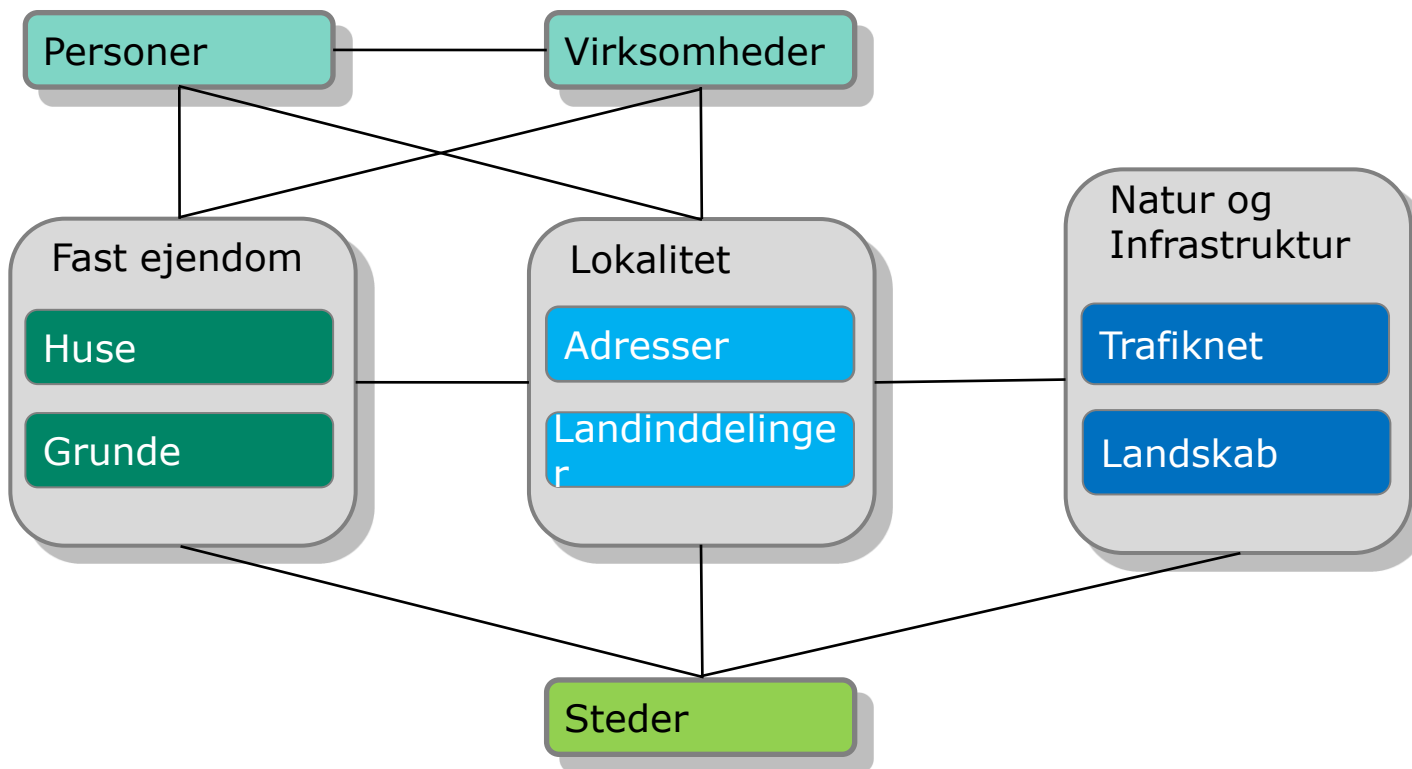 Personer
Virksomheder
Fast ejendom
Huse
Grunde
Lokalitet
Adresser
Landinddelinge
r
Natur og
Infrastruktur
Trafiknet
Landskab
Steder